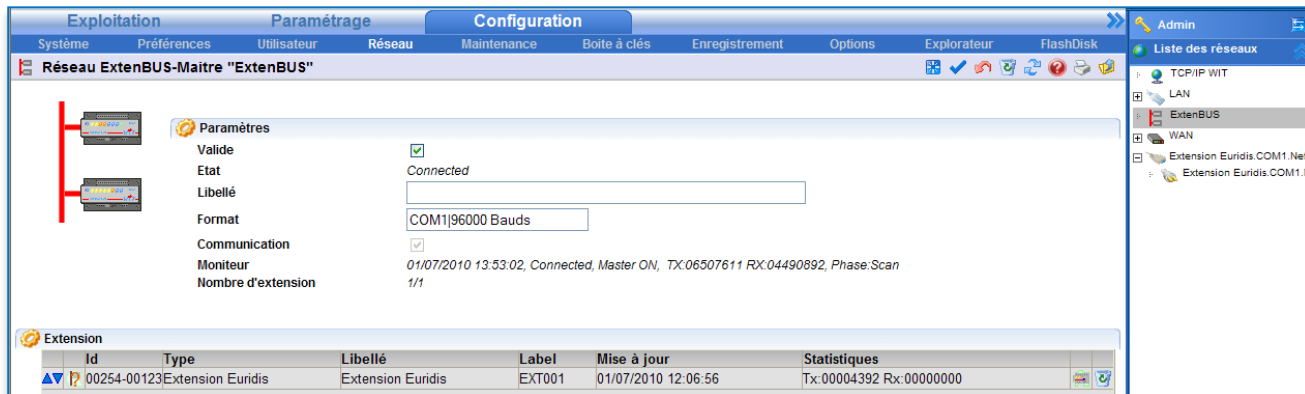 Exploitation Paramétrage Configuration
Système Préférences Utilisateur Réseau Maintenance Boite à clés Enregistrement Options Explorateur FlashDisk
Réseau ExtenBUS-Maitre "ExtenBUS"
Paramètres
Valide
Etat Connected
Libellé
Format COM1|96000 Bauds
Communication
Moniteur 01/07/2010 13:53:02, Connected, Master ON, TX:06507611 RX:04490892, Phase:Scan
Nombre d'extension 1/1
Extension
Id Type Libellé Label Mise à jour Statistiques
00254-00123 Extension Euridis Extension Euridis EXT001 01/07/2010 12:06:56 Tx:00004392 Rx:00000000
Admin
Liste des réseaux
TCP/IP WIT
LAN
ExtenBUS
WAN
Extension Euridis.COM1.Net
Extension Euridis.COM1.